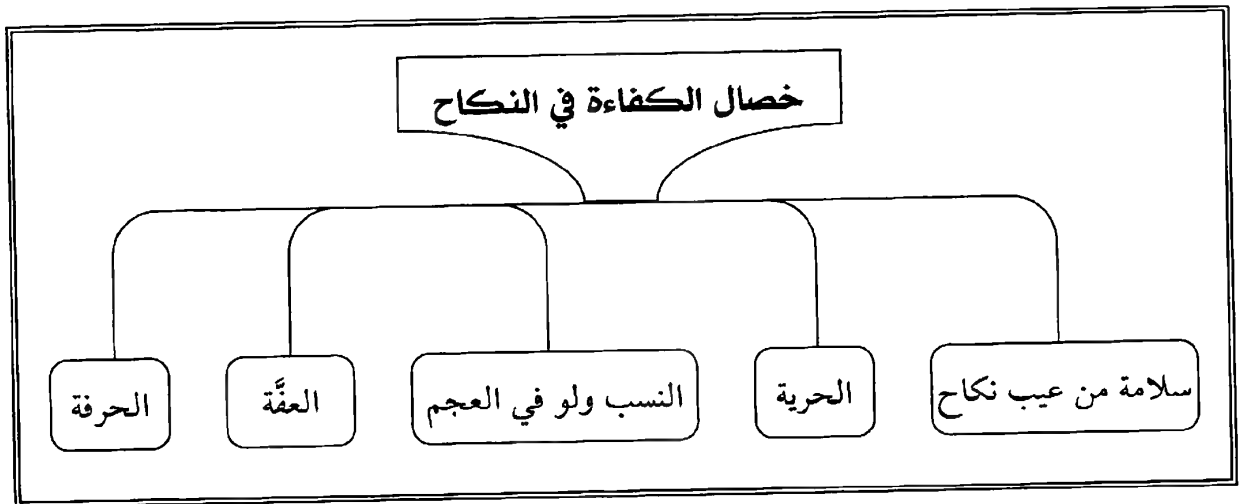 خصال الكفاءة في النكاح
سلامة من عيب نكاح
الحرية
النسب ولو في العجم
العفَّة
الحرفة